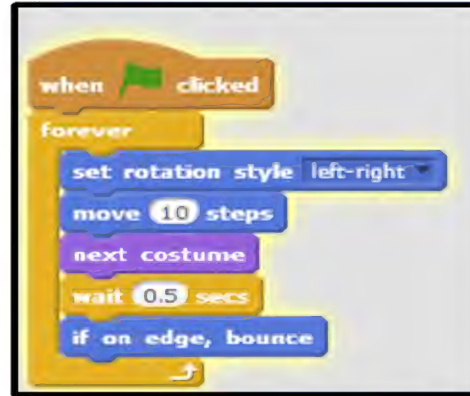 when clicked
forever
set rotation style left-right
move 10 steps
next costume
wait 0.5 secs
if on edge, bounce